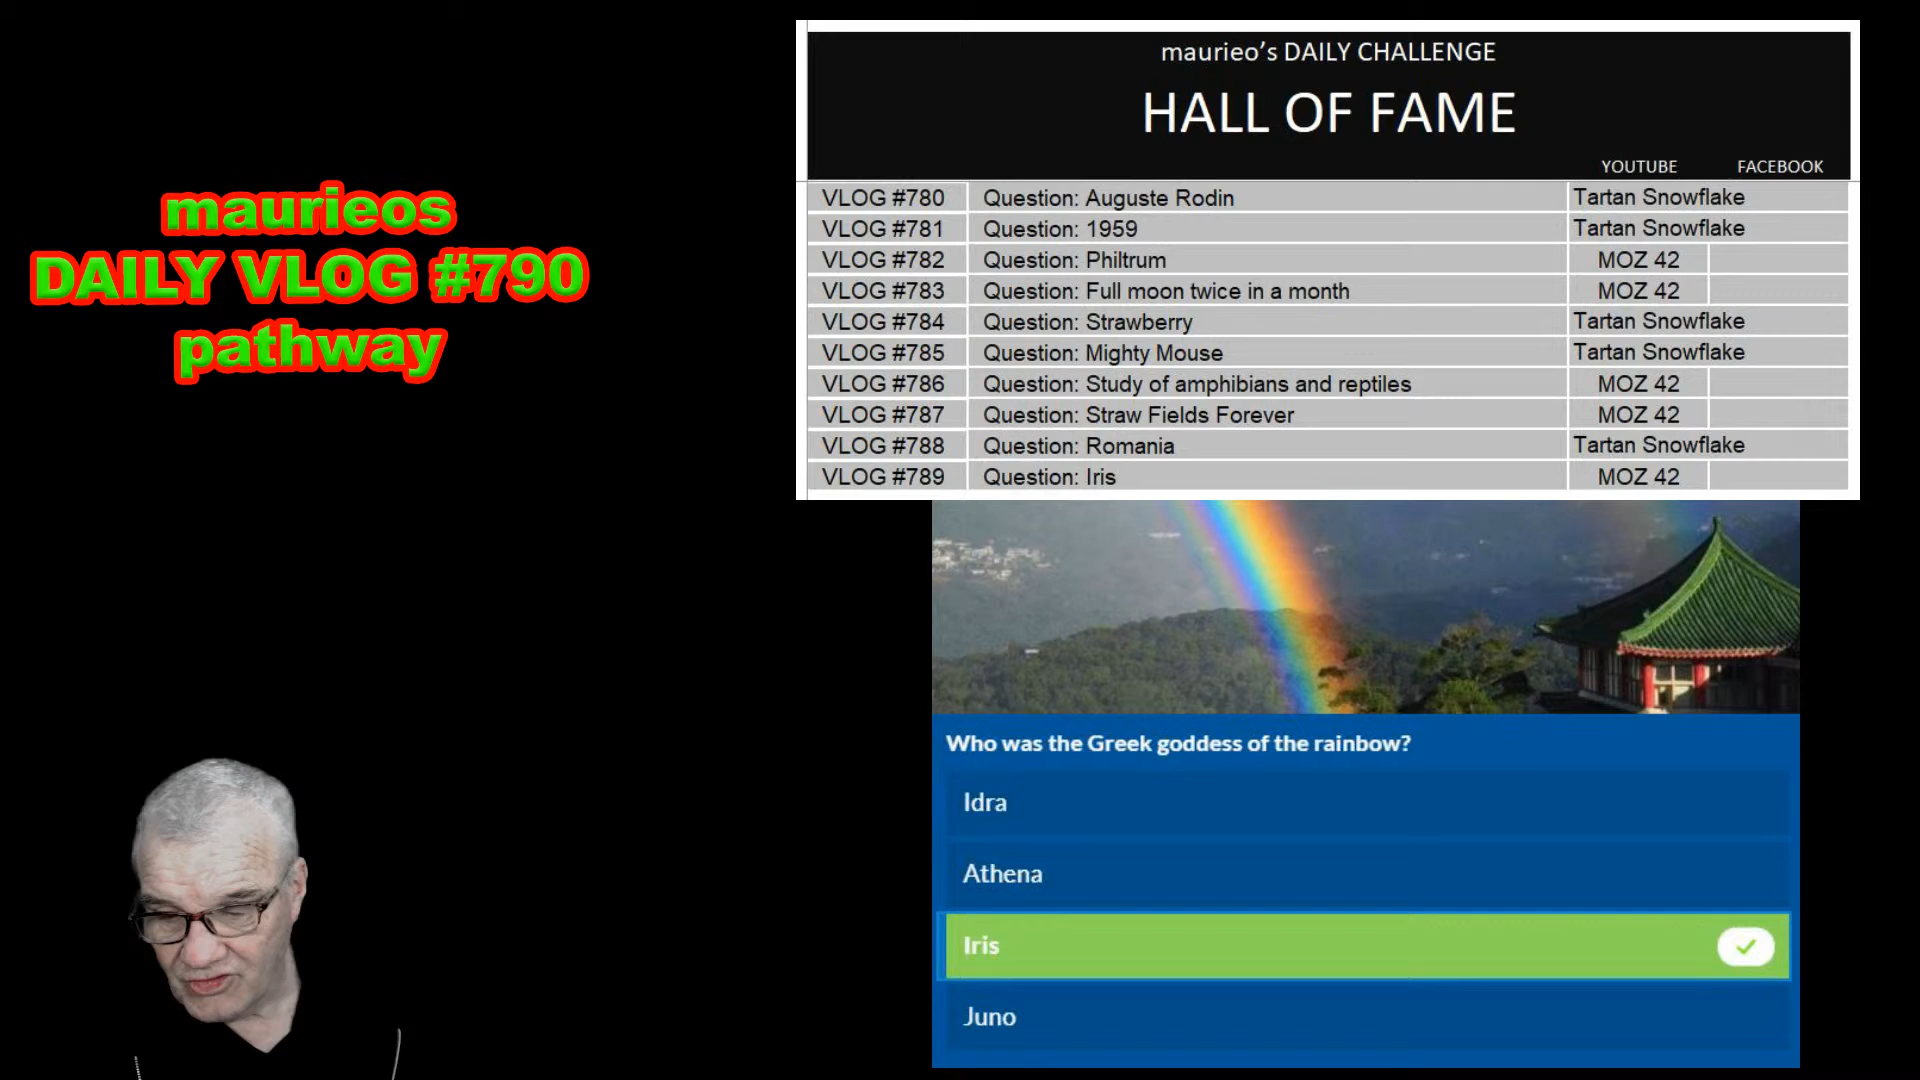 maurieos
DAILY VLOG #790
pathway
maurieo’s DAILY CHALLENGE
HALL OF FAME
YOUTUBE FACEBOOK
VLOG #780 Question: Auguste Rodin Tartan Snowflake
VLOG #781 Question: 1959 Tartan Snowflake
VLOG #782 Question: Philtrum MOZ 42
VLOG #783 Question: Full moon twice in a month MOZ 42
VLOG #784 Question: Strawberry Tartan Snowflake
VLOG #785 Question: Mighty Mouse Tartan Snowflake
VLOG #786 Question: Study of amphibians and reptiles MOZ 42
VLOG #787 Question: Straw Fields Forever MOZ 42
VLOG #788 Question: Romania Tartan Snowflake
VLOG #789 Question: Iris MOZ 42
Who was the Greek goddess of the rainbow?
Idra
Athena
Iris
Juno